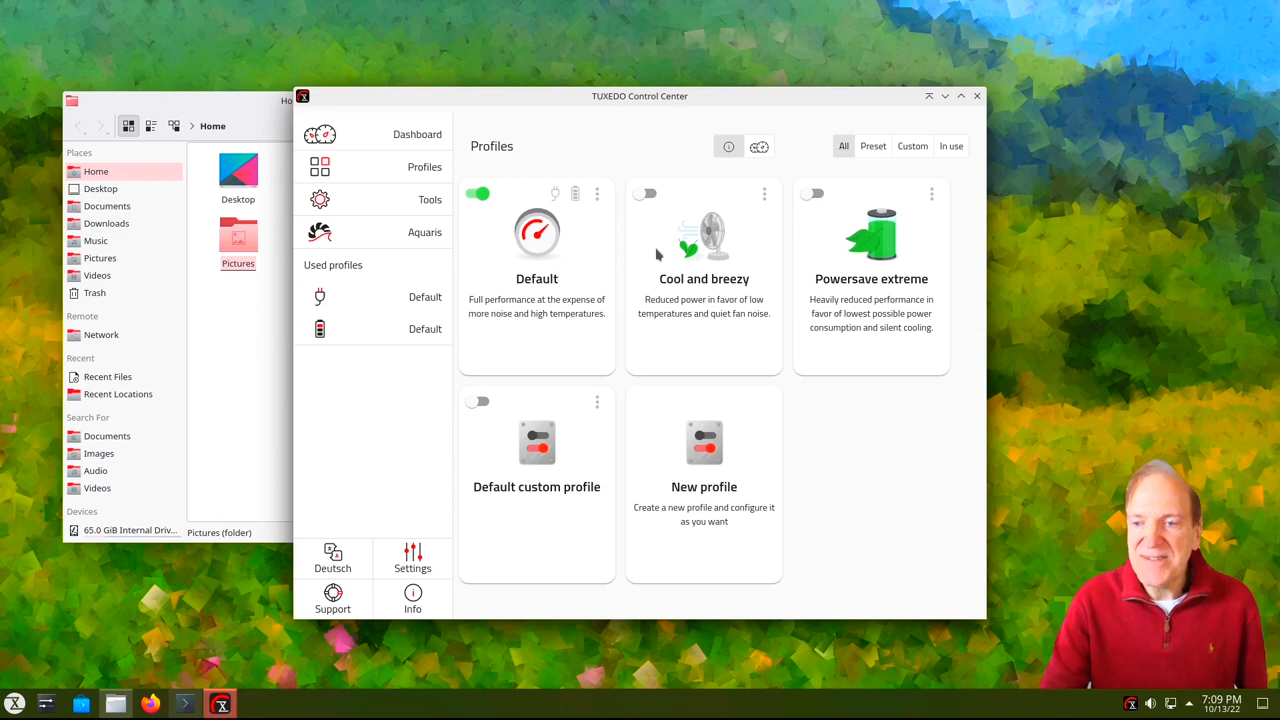 Ho
Home
Places
Home
Desktop
Documents
Downloads
Music
Pictures
Videos
Trash
Remote
Network
Recent
Recent Files
Recent Locations
Search For
Documents
Images
Audio
Videos
Devices
65.0 GiB Internal Driv...
Desktop
Pictures
Pictures (folder)
TUXEDO Control Center
Dashboard
Profiles
Tools
Aquaris
Used profiles
Default
Default
Deutsch
Settings
Support
Info
Profiles
All
Preset
Custom
In use
Default
Full performance at the expense of
more noise and high temperatures.
Cool and breezy
Reduced power in favor of low
temperatures and quiet fan noise.
Powersave extreme
Heavily reduced performance in
favor of lowest possible power
consumption and silent cooling.
Default custom profile
New profile
Create a new profile and configure it
as you want
7:09 PM
10/13/22